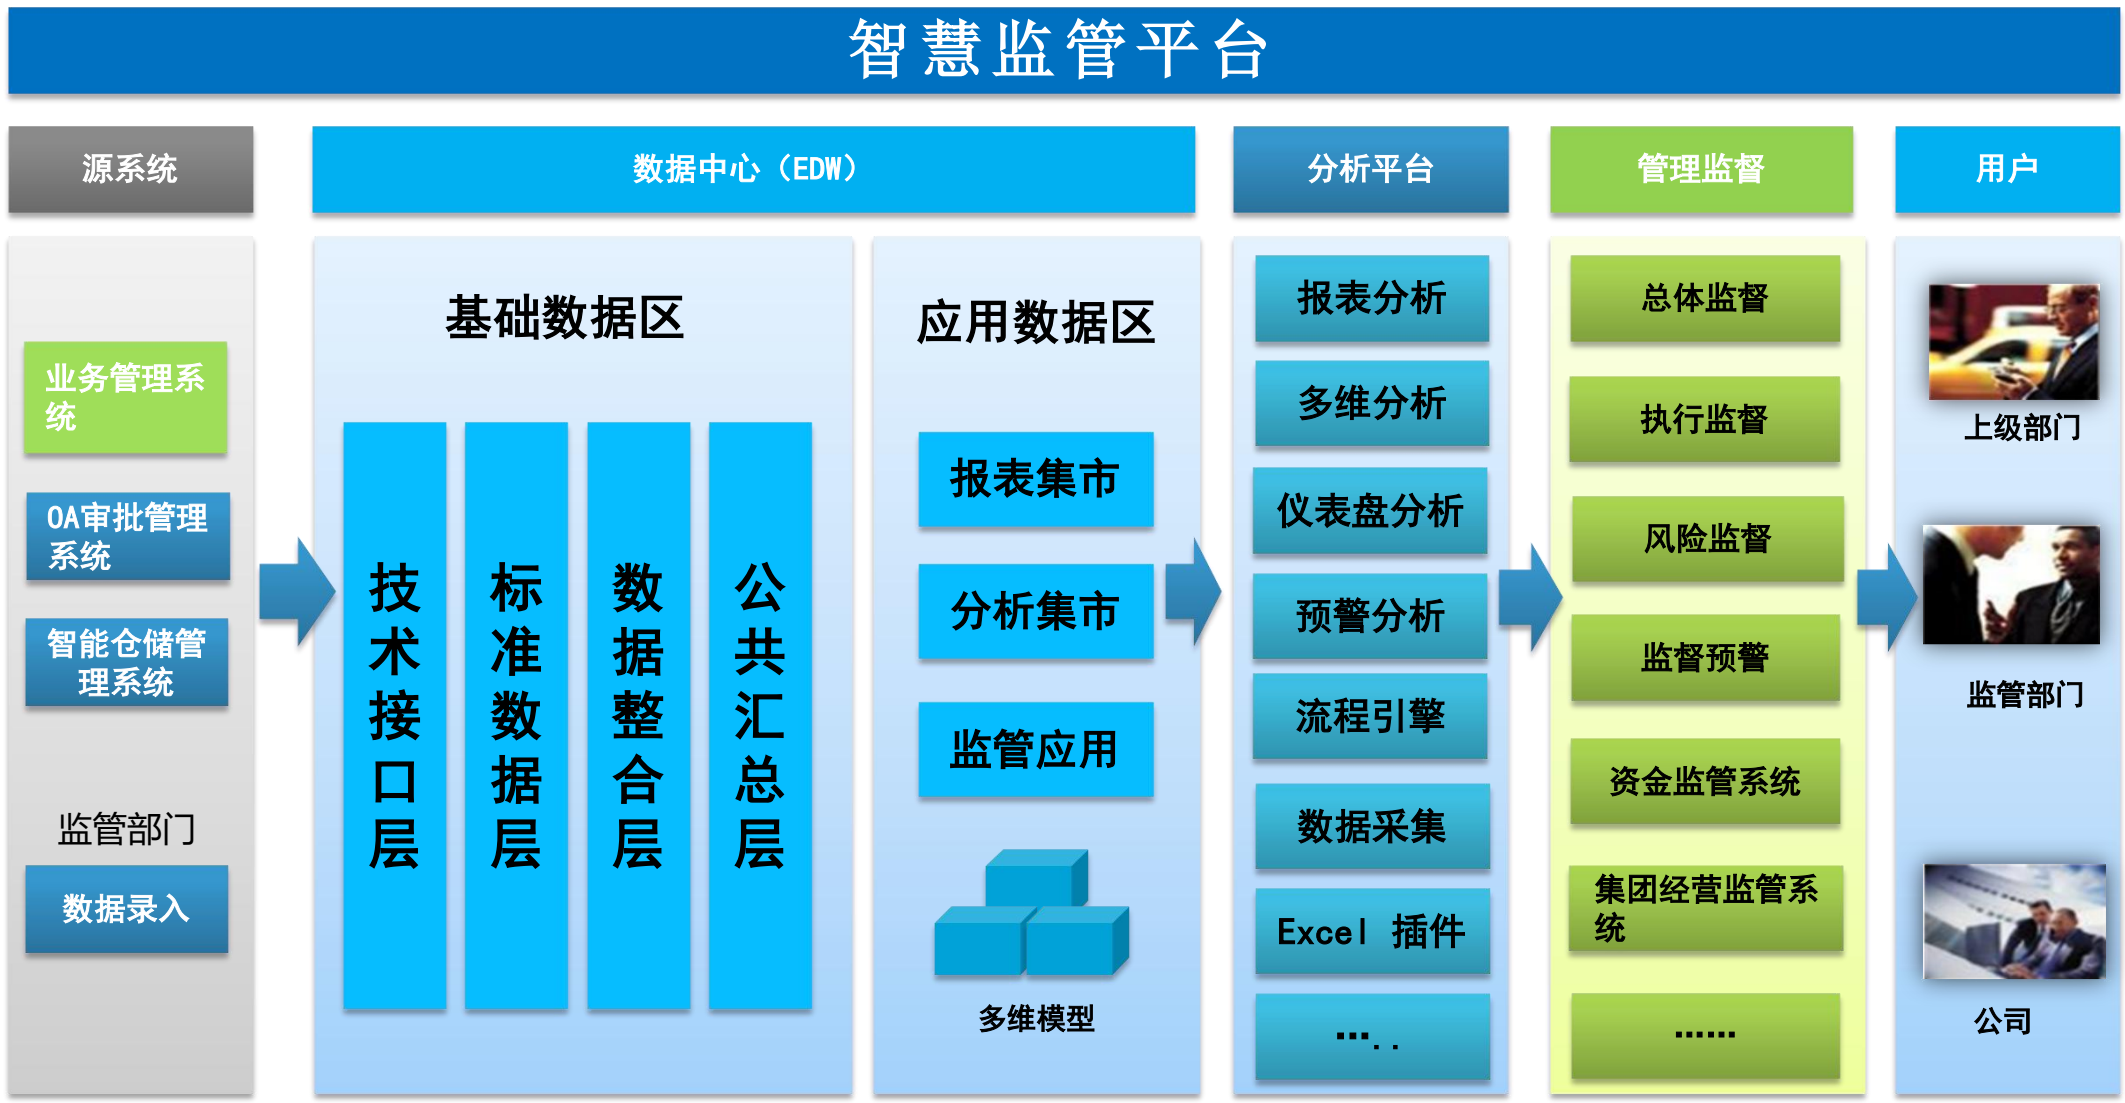 智慧监管平台
源系统
数据中心（EDW）
分析平台
管理监督
用户
业务管理系
统
OA审批管理
系统
智能仓储管
理系统
监管部门
数据录入
基础数据区
技术接口层
标准数据层
数据整合层
公共汇总层
应用数据区
报表集市
分析集市
监管应用
多维模型
报表分析
多维分析
仪表盘分析
预警分析
流程引擎
数据采集
Excel 插件
…..
总体监督
执行监督
风险监督
监督预警
资金监管系统
集团经营监管系
统
……
上级部门
监管部门
公司